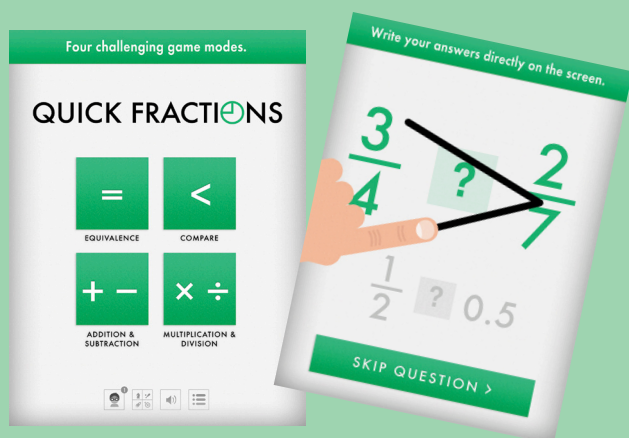 Four challenging game modes.
QUICK FRACTIONS
=
<
EQUIVALENCE
COMPARE
+ −
× ÷
ADDITION &
SUBTRACTION
MULTIPLICATION &
DIVISION
1
Write your answers directly on the screen.
3
4
?
2
7
1
2
?
0.5
SKIP QUESTION >